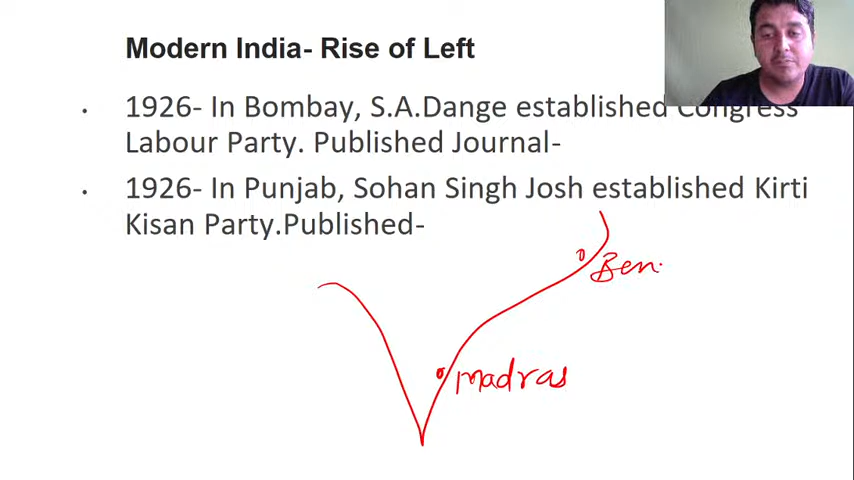 Modern India- Rise of Left
• 1926- In Bombay, S.A.Dange established Congress
Labour Party. Published Journal-
• 1926- In Punjab, Sohan Singh Josh established Kirti
Kisan Party.Published-
Ben.
Madras